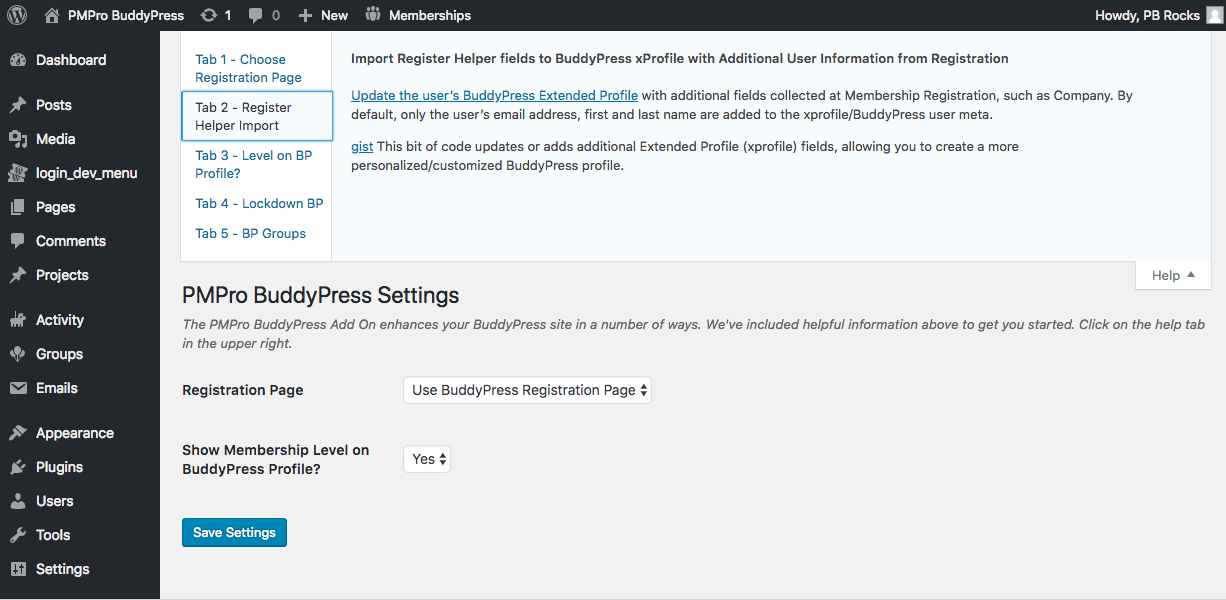 PMPro BuddyPress 1 0 New Memberships Howdy, PB Rocks
Dashboard
Posts
Media
login_dev_menu
Pages
Comments
Projects
Activity
Groups
Emails
Appearance
Plugins
Users
Tools
Settings
Tab 1 - Choose
Registration Page
Tab 2 - Register
Helper Import
Tab 3 - Level on BP
Profile?
Tab 4 - Lockdown BP
Tab 5 - BP Groups
Import Register Helper fields to BuddyPress xProfile with Additional User Information from Registration
Update the user’s BuddyPress Extended Profile with additional fields collected at Membership Registration, such as Company. By
default, only the user’s email address, first and last name are added to the xprofile/BuddyPress user meta.
gist This bit of code updates or adds additional Extended Profile (xprofile) fields, allowing you to create a more
personalized/customized BuddyPress profile.
Help
PMPro BuddyPress Settings
The PMPro BuddyPress Add On enhances your BuddyPress site in a number of ways. We've included helpful information above to get you started. Click on the help tab
in the upper right.
Registration Page Use BuddyPress Registration Page
Show Membership Level on
BuddyPress Profile? Yes
Save Settings